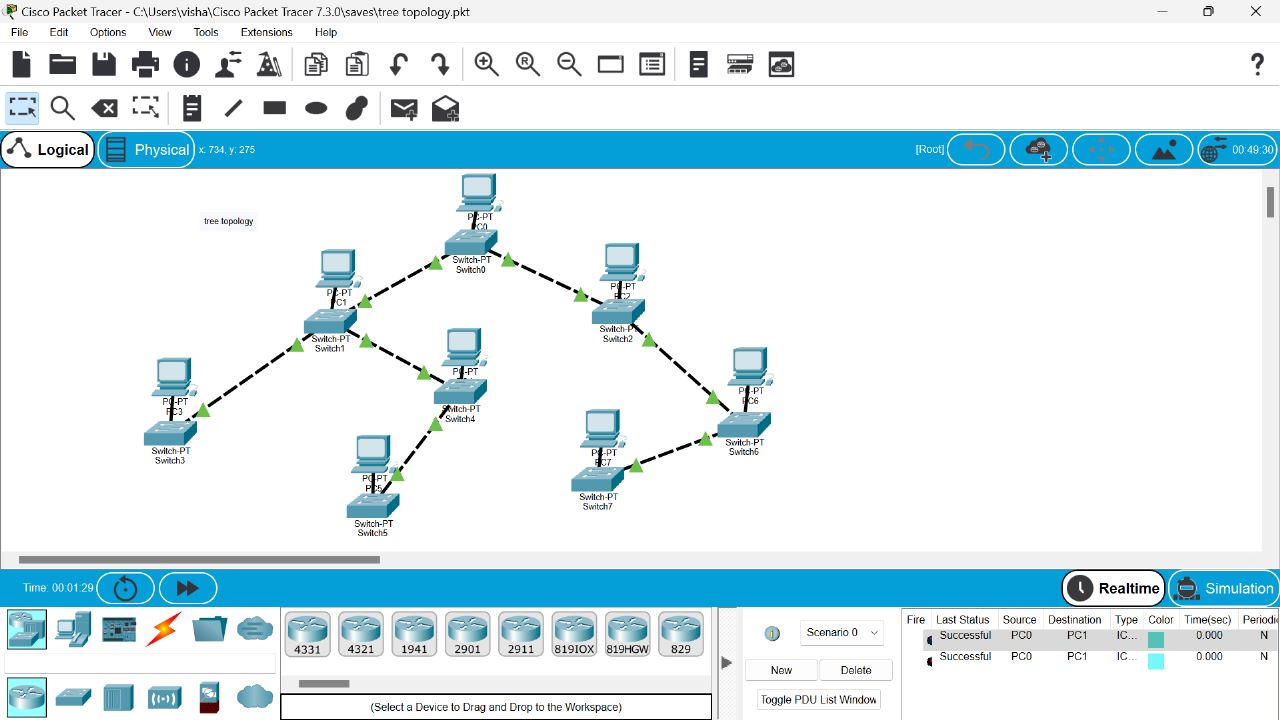 Cisco Packet Tracer - C:\Users\visha\Cisco Packet Tracer 7.3.0\saves\tree topology.pkt
File Edit Options View Tools Extensions Help
Logical Physical x: 734, y: 275 [Root] 00:49:30
tree topology
PC-PT
PC0
Switch-PT
Switch0
PC-PT
PC1
Switch-PT
Switch1
PC-PT
PC2
Switch-PT
Switch2
PC-PT
PC3
Switch-PT
Switch3
PC-PT
Switch-PT
Switch4
PC-PT
PC5
Switch-PT
Switch5
PC-PT
PC6
Switch-PT
Switch6
PC-PT
PC7
Switch-PT
Switch7
Time: 00:01:29 Realtime Simulation
4331 4321 1941 2901 2911 819IOX 819HGW 829
(Select a Device to Drag and Drop to the Workspace)
Scenario 0
New Delete
Toggle PDU List Window
Fire Last Status Source Destination Type Color Time(sec) Periodi
Successful PC0 PC1 IC... 0.000 N
Successful PC0 PC1 IC... 0.000 N